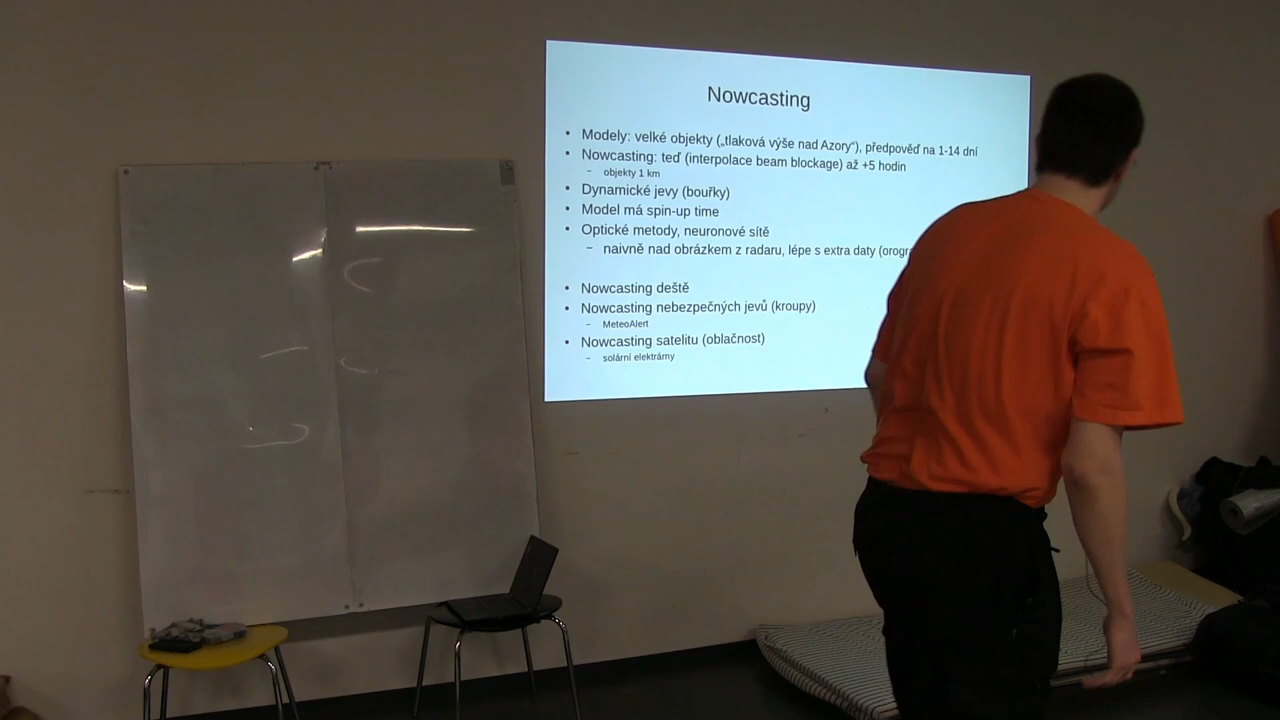 Nowcasting
• Modely: velké objekty („tlaková výše nad Azory“), předpověď na 1-14 dní
• Nowcasting: teď (interpolace beam blockage) až +5 hodin
– objekty 1 km
• Dynamické jevy (bouřky)
• Model má spin-up time
• Optické metody, neuronové sítě
– naivně nad obrázkem z radaru, lépe s extra daty
• Nowcasting deště
• Nowcasting nebezpečných jevů (kroupy)
– MeteoAlert
• Nowcasting satelitu (oblačnost)
– solární elektrárny